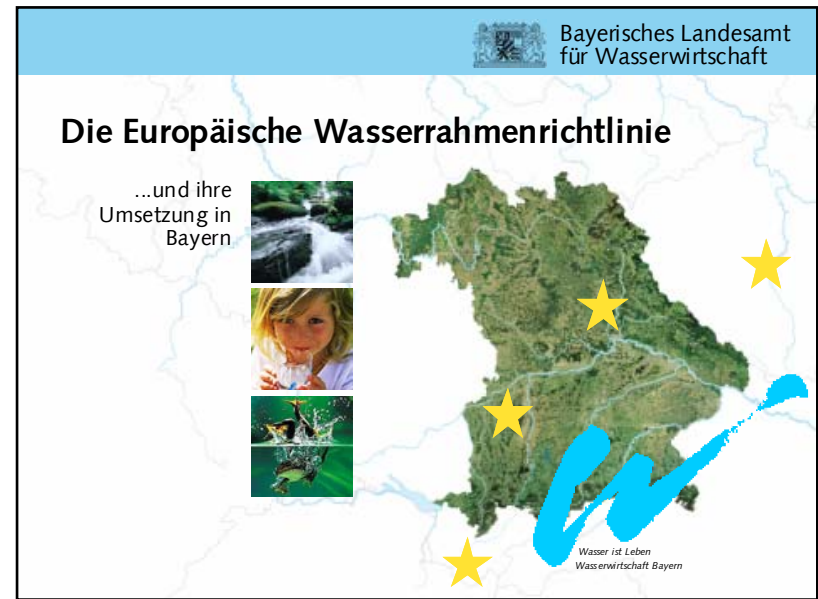 Bayerisches Landesamt
für Wasserwirtschaft
Die Europäische Wasserrahmenrichtlinie
...und ihre
Umsetzung in
Bayern
Wasser ist Leben
Wasserwirtschaft Bayern